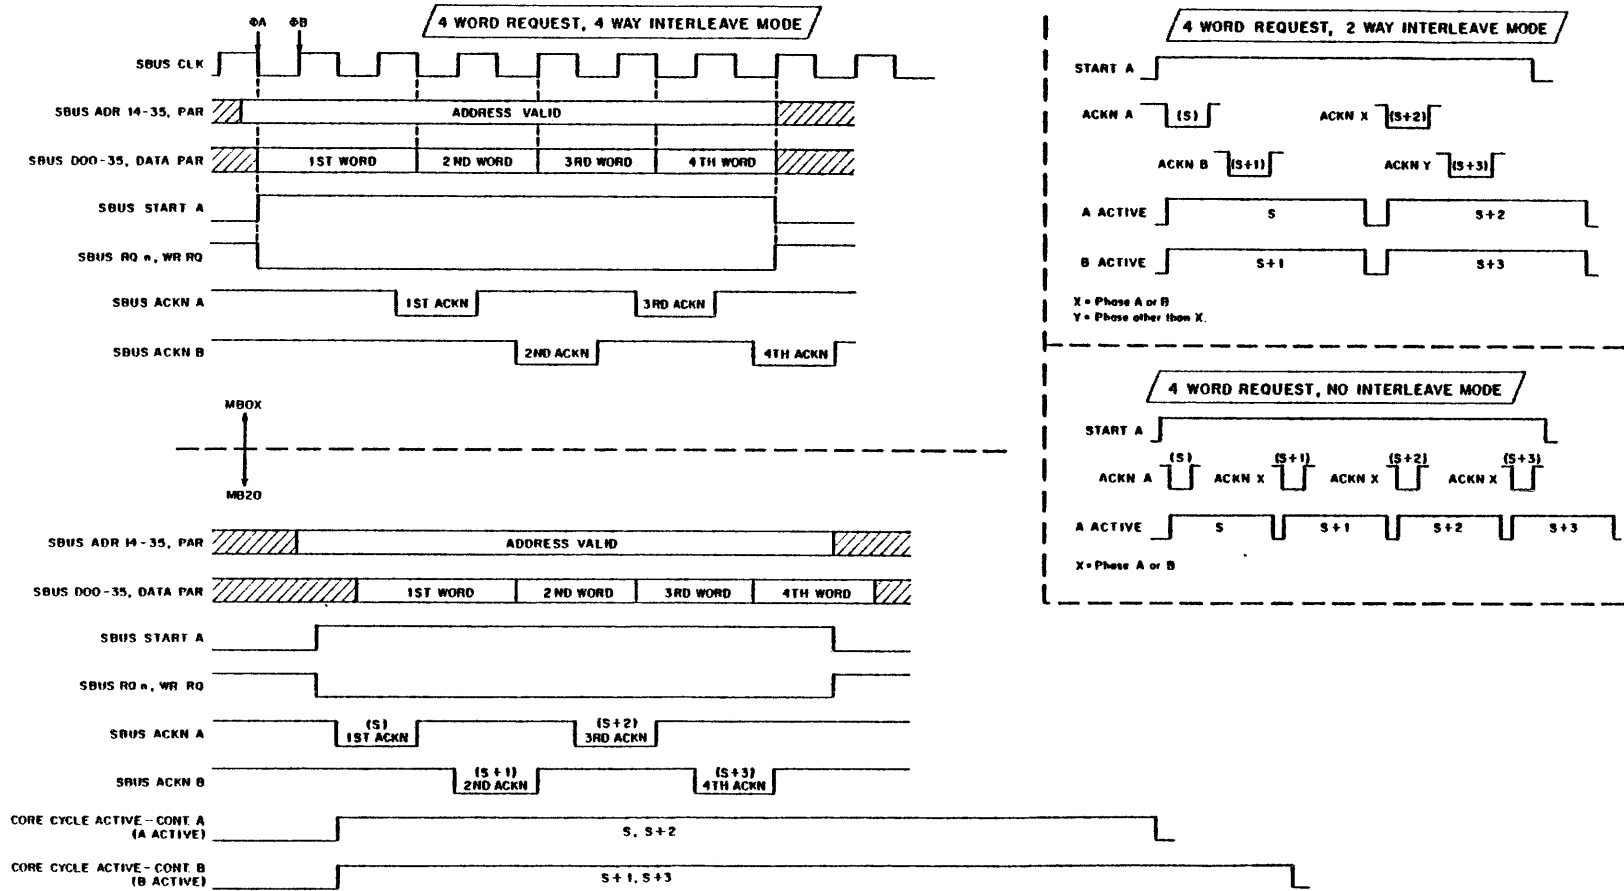 4 WORD REQUEST, 4 WAY INTERLEAVE MODE
ΦA ΦB
SBUS CLK
SBUS ADR 14-35, PAR
ADDRESS VALID
SBUS D00-35, DATA PAR
1ST WORD 2ND WORD 3RD WORD 4TH WORD
SBUS START A
SBUS RQ n, WR RQ
SBUS ACKN A
1ST ACKN 3RD ACKN
SBUS ACKN B
2ND ACKN 4TH ACKN
MBOX
MB20
SBUS ADR 14-35, PAR
ADDRESS VALID
SBUS D00-35, DATA PAR
1ST WORD 2ND WORD 3RD WORD 4TH WORD
SBUS START A
SBUS RQ n, WR RQ
SBUS ACKN A
(S) (S+2)
1ST ACKN 3RD ACKN
SBUS ACKN B
(S+1) (S+3)
2ND ACKN 4TH ACKN
CORE CYCLE ACTIVE-CONT. A
(A ACTIVE)
S, S+2
CORE CYCLE ACTIVE-CONT. B
(B ACTIVE)
S+1, S+3
4 WORD REQUEST, 2 WAY INTERLEAVE MODE
START A
ACKN A (S) ACKN X (S+2)
ACKN B (S+1) ACKN Y (S+3)
A ACTIVE S S+2
B ACTIVE S+1 S+3
X = Phase A or B
Y = Phase other than X.
4 WORD REQUEST, NO INTERLEAVE MODE
START A
(S) (S+1) (S+2) (S+3)
ACKN A ACKN X ACKN X ACKN X
A ACTIVE S S+1 S+2 S+3
X = Phase A or B